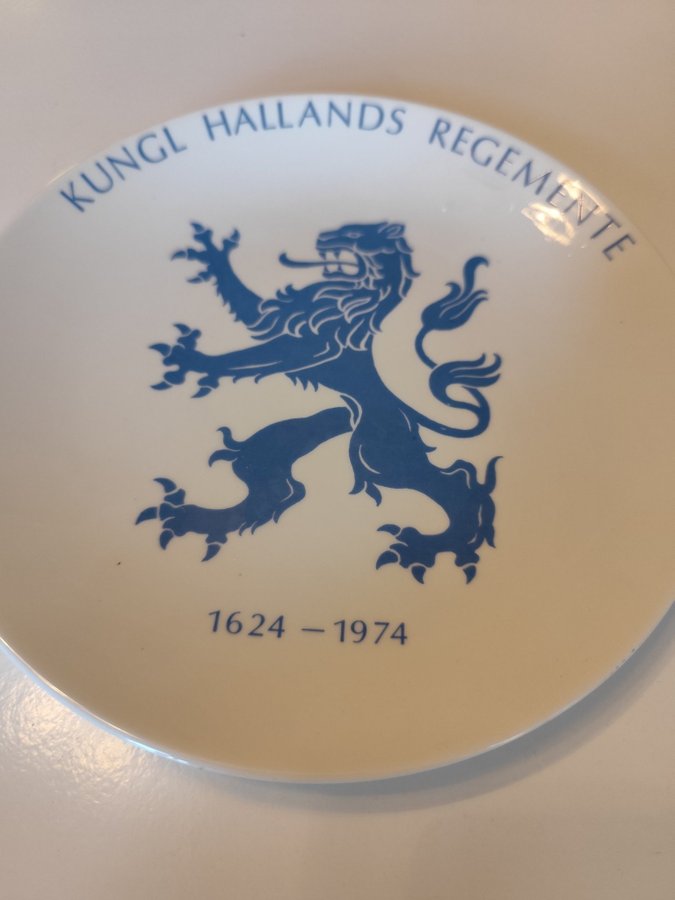 KUNGL HALLANDS REGEMENTE
1624 – 1974